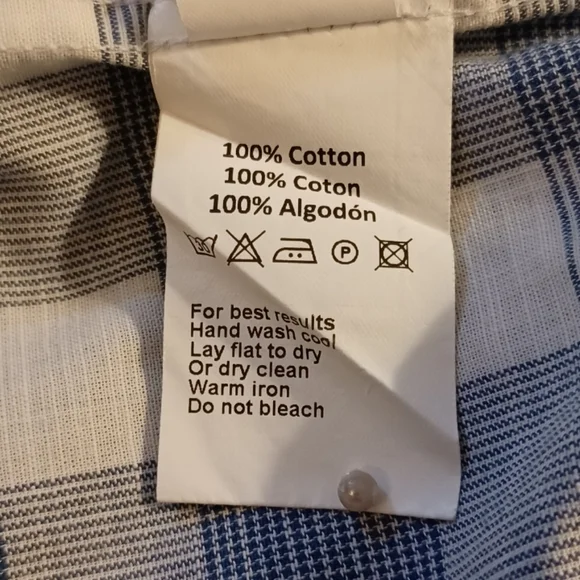 100% Cotton
100% Coton
100% Algodón
30
P
For best results
Hand wash cool
Lay flat to dry
Or dry clean
Warm iron
Do not bleach